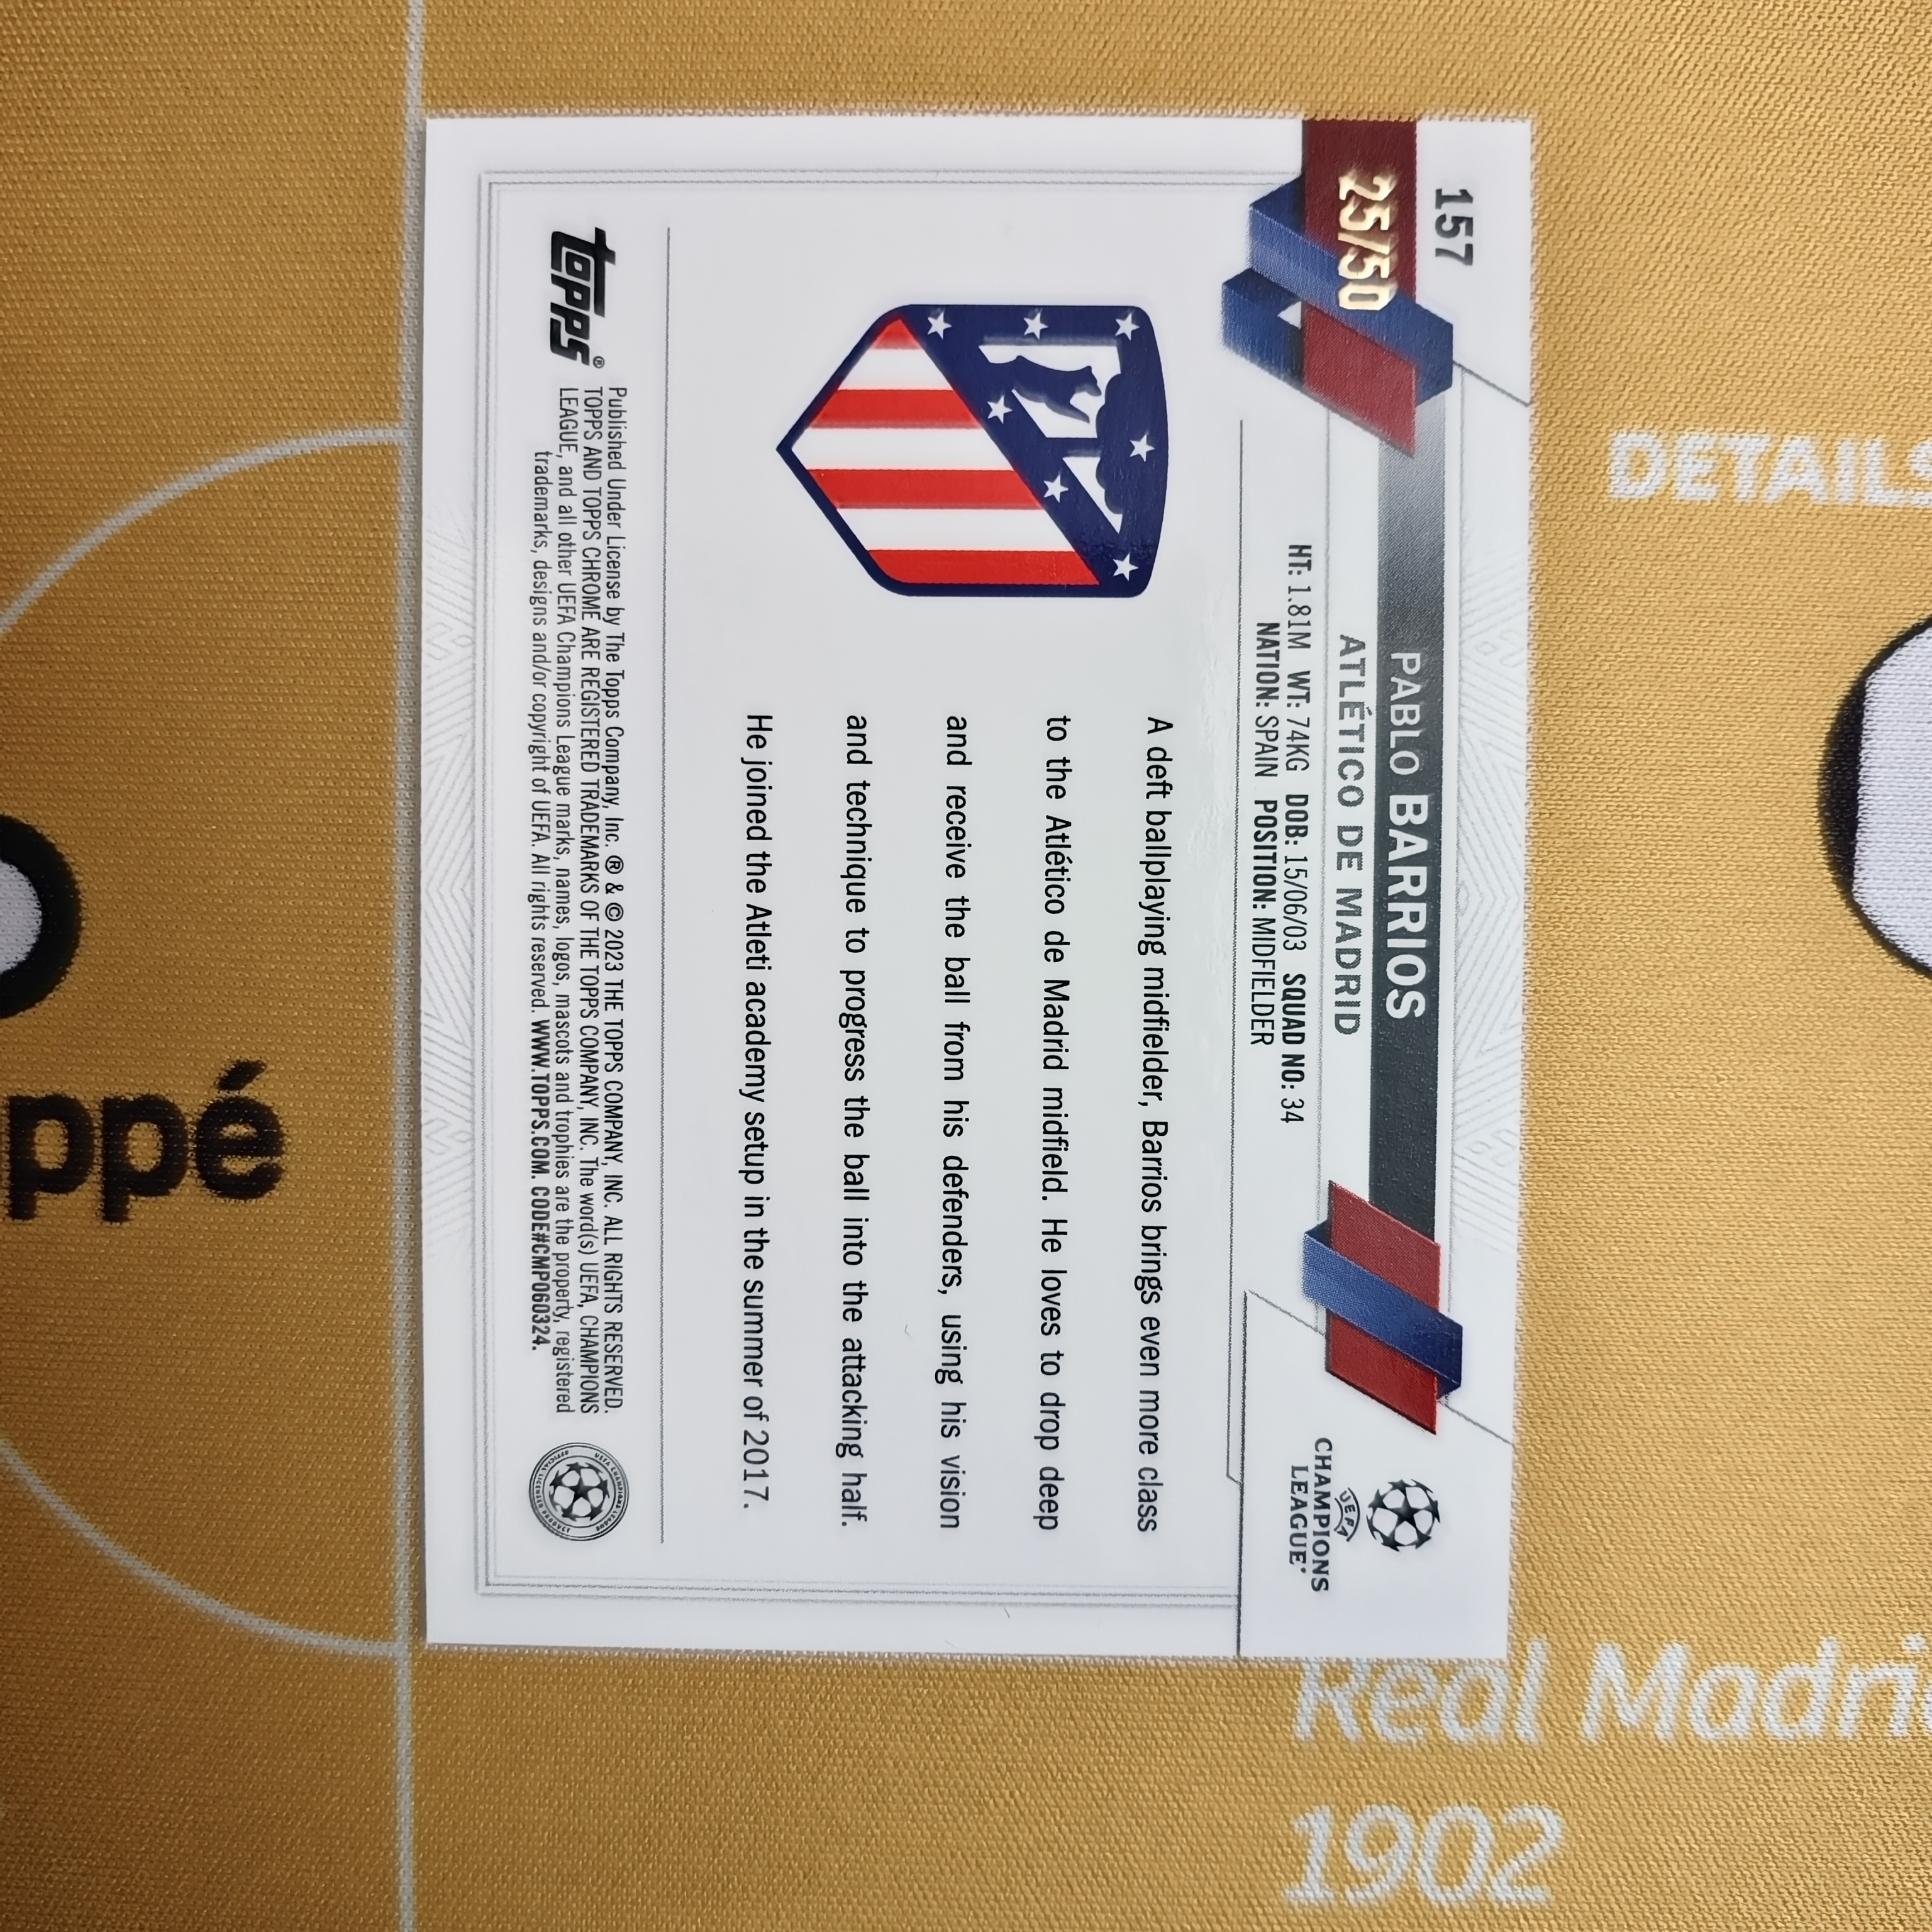 157
25/50
PABLO BARRIOS
ATLÉTICO DE MADRID
HT: 1.81M WT: 74KG DOB: 15/06/03 SQUAD NO: 34
NATION: SPAIN POSITION: MIDFIELDER
UEFA
CHAMPIONS
LEAGUE
A deft ballplaying midfielder, Barrios brings even more class
to the Atlético de Madrid midfield. He loves to drop deep
and receive the ball from his defenders, using his vision
and technique to progress the ball into the attacking half.
He joined the Atleti academy setup in the summer of 2017.
topps®
Published Under License by The Topps Company, Inc. ® & © 2023 THE TOPPS COMPANY, INC. ALL RIGHTS RESERVED.
TOPPS AND TOPPS CHROME ARE REGISTERED TRADEMARKS OF THE TOPPS COMPANY, INC. The word(s) UEFA, CHAMPIONS
LEAGUE, and all other UEFA Champions League marks, names, logos, mascots and trophies are the property, registered
trademarks, designs and/or copyright of UEFA. All rights reserved. WWW.TOPPS.COM. CODE#CMP060324.
UEFA CHAMPIONS LEAGUE
OFFICIAL LICENSED PRODUCT
DETAILS
ppé
Real Madri
1902